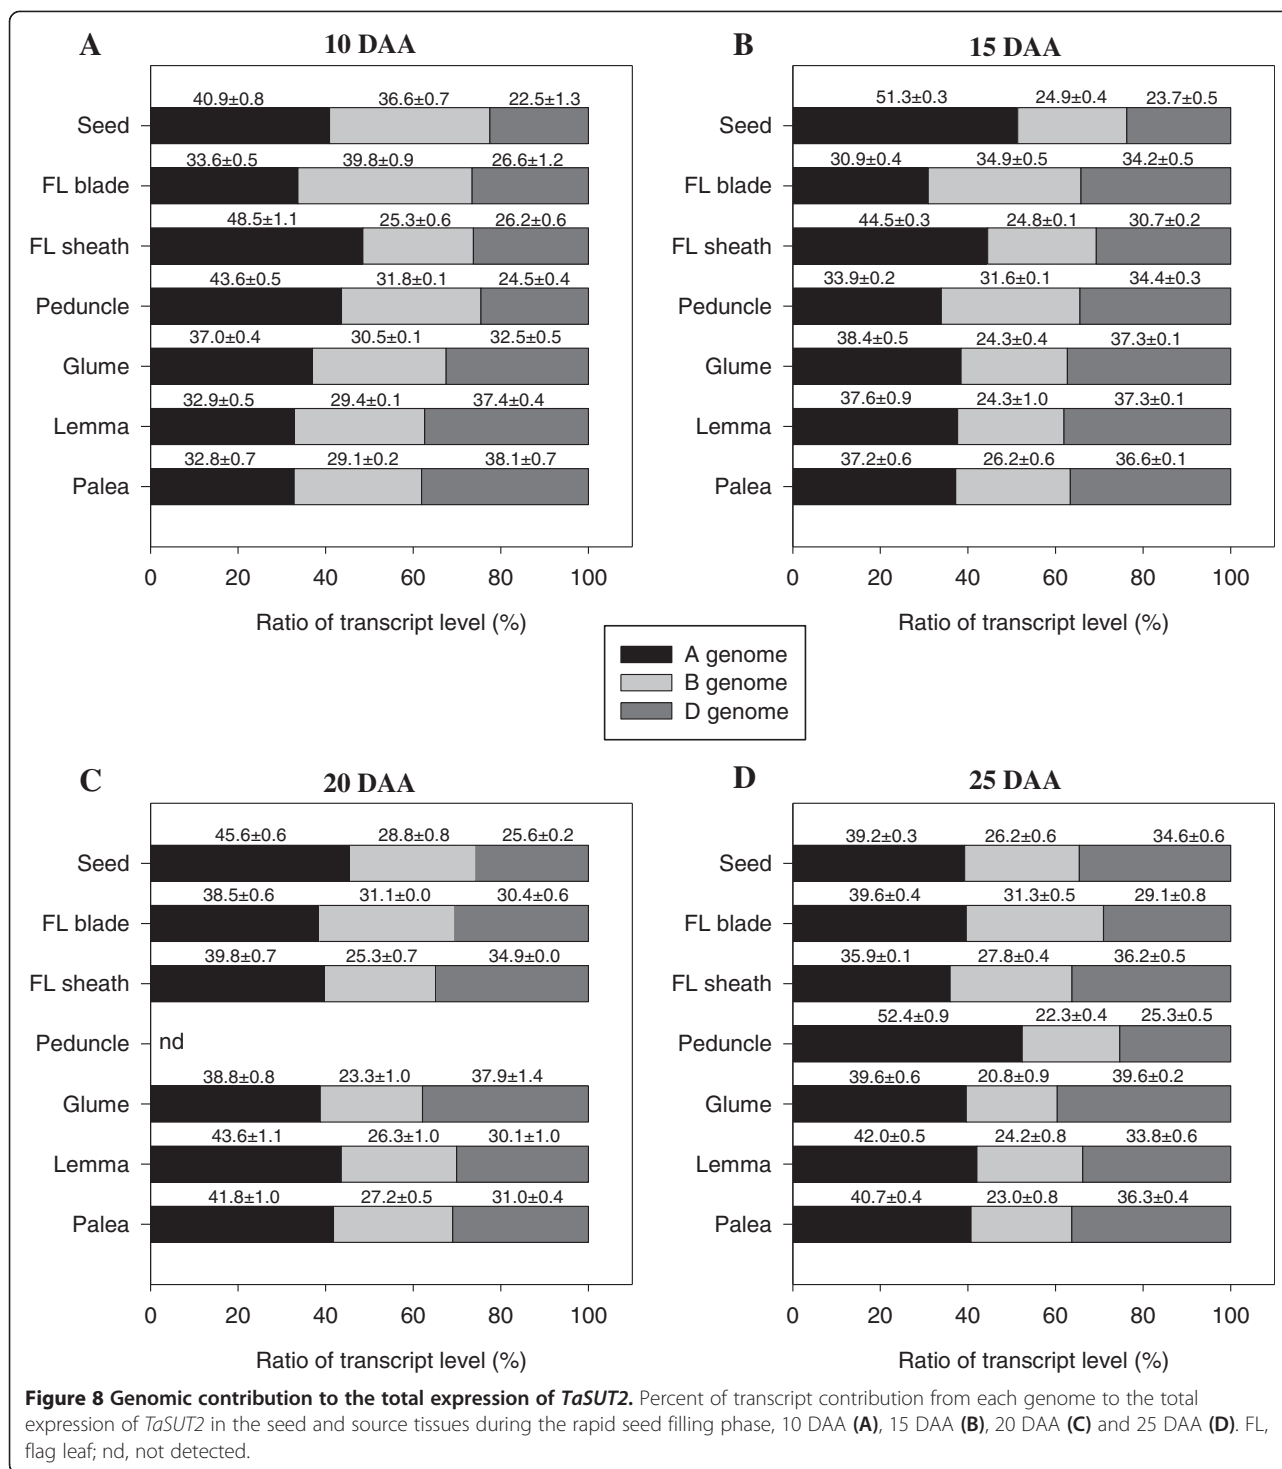 A
10 DAA
40.9±0.8 36.6±0.7 22.5±1.3
Seed
33.6±0.5 39.8±0.9 26.6±1.2
FL blade
48.5±1.1 25.3±0.6 26.2±0.6
FL sheath
43.6±0.5 31.8±0.1 24.5±0.4
Peduncle
37.0±0.4 30.5±0.1 32.5±0.5
Glume
32.9±0.5 29.4±0.1 37.4±0.4
Lemma
32.8±0.7 29.1±0.2 38.1±0.7
Palea
0 20 40 60 80 100
Ratio of transcript level (%)
B
15 DAA
51.3±0.3 24.9±0.4 23.7±0.5
Seed
30.9±0.4 34.9±0.5 34.2±0.5
FL blade
44.5±0.3 24.8±0.1 30.7±0.2
FL sheath
33.9±0.2 31.6±0.1 34.4±0.3
Peduncle
38.4±0.5 24.3±0.4 37.3±0.1
Glume
37.6±0.9 24.3±1.0 37.3±0.1
Lemma
37.2±0.6 26.2±0.6 36.6±0.1
Palea
0 20 40 60 80 100
Ratio of transcript level (%)
A genome
B genome
D genome
C
20 DAA
45.6±0.6 28.8±0.8 25.6±0.2
Seed
38.5±0.6 31.1±0.0 30.4±0.6
FL blade
39.8±0.7 25.3±0.7 34.9±0.0
FL sheath
Peduncle nd
38.8±0.8 23.3±1.0 37.9±1.4
Glume
43.6±1.1 26.3±1.0 30.1±1.0
Lemma
41.8±1.0 27.2±0.5 31.0±0.4
Palea
0 20 40 60 80 100
Ratio of transcript level (%)
D
25 DAA
39.2±0.3 26.2±0.6 34.6±0.6
Seed
39.6±0.4 31.3±0.5 29.1±0.8
FL blade
35.9±0.1 27.8±0.4 36.2±0.5
FL sheath
52.4±0.9 22.3±0.4 25.3±0.5
Peduncle
39.6±0.6 20.8±0.9 39.6±0.2
Glume
42.0±0.5 24.2±0.8 33.8±0.6
Lemma
40.7±0.4 23.0±0.8 36.3±0.4
Palea
0 20 40 60 80 100
Ratio of transcript level (%)
Figure 8 Genomic contribution to the total expression of TaSUT2. Percent of transcript contribution from each genome to the total
expression of TaSUT2 in the seed and source tissues during the rapid seed filling phase, 10 DAA (A), 15 DAA (B), 20 DAA (C) and 25 DAA (D). FL,
flag leaf; nd, not detected.